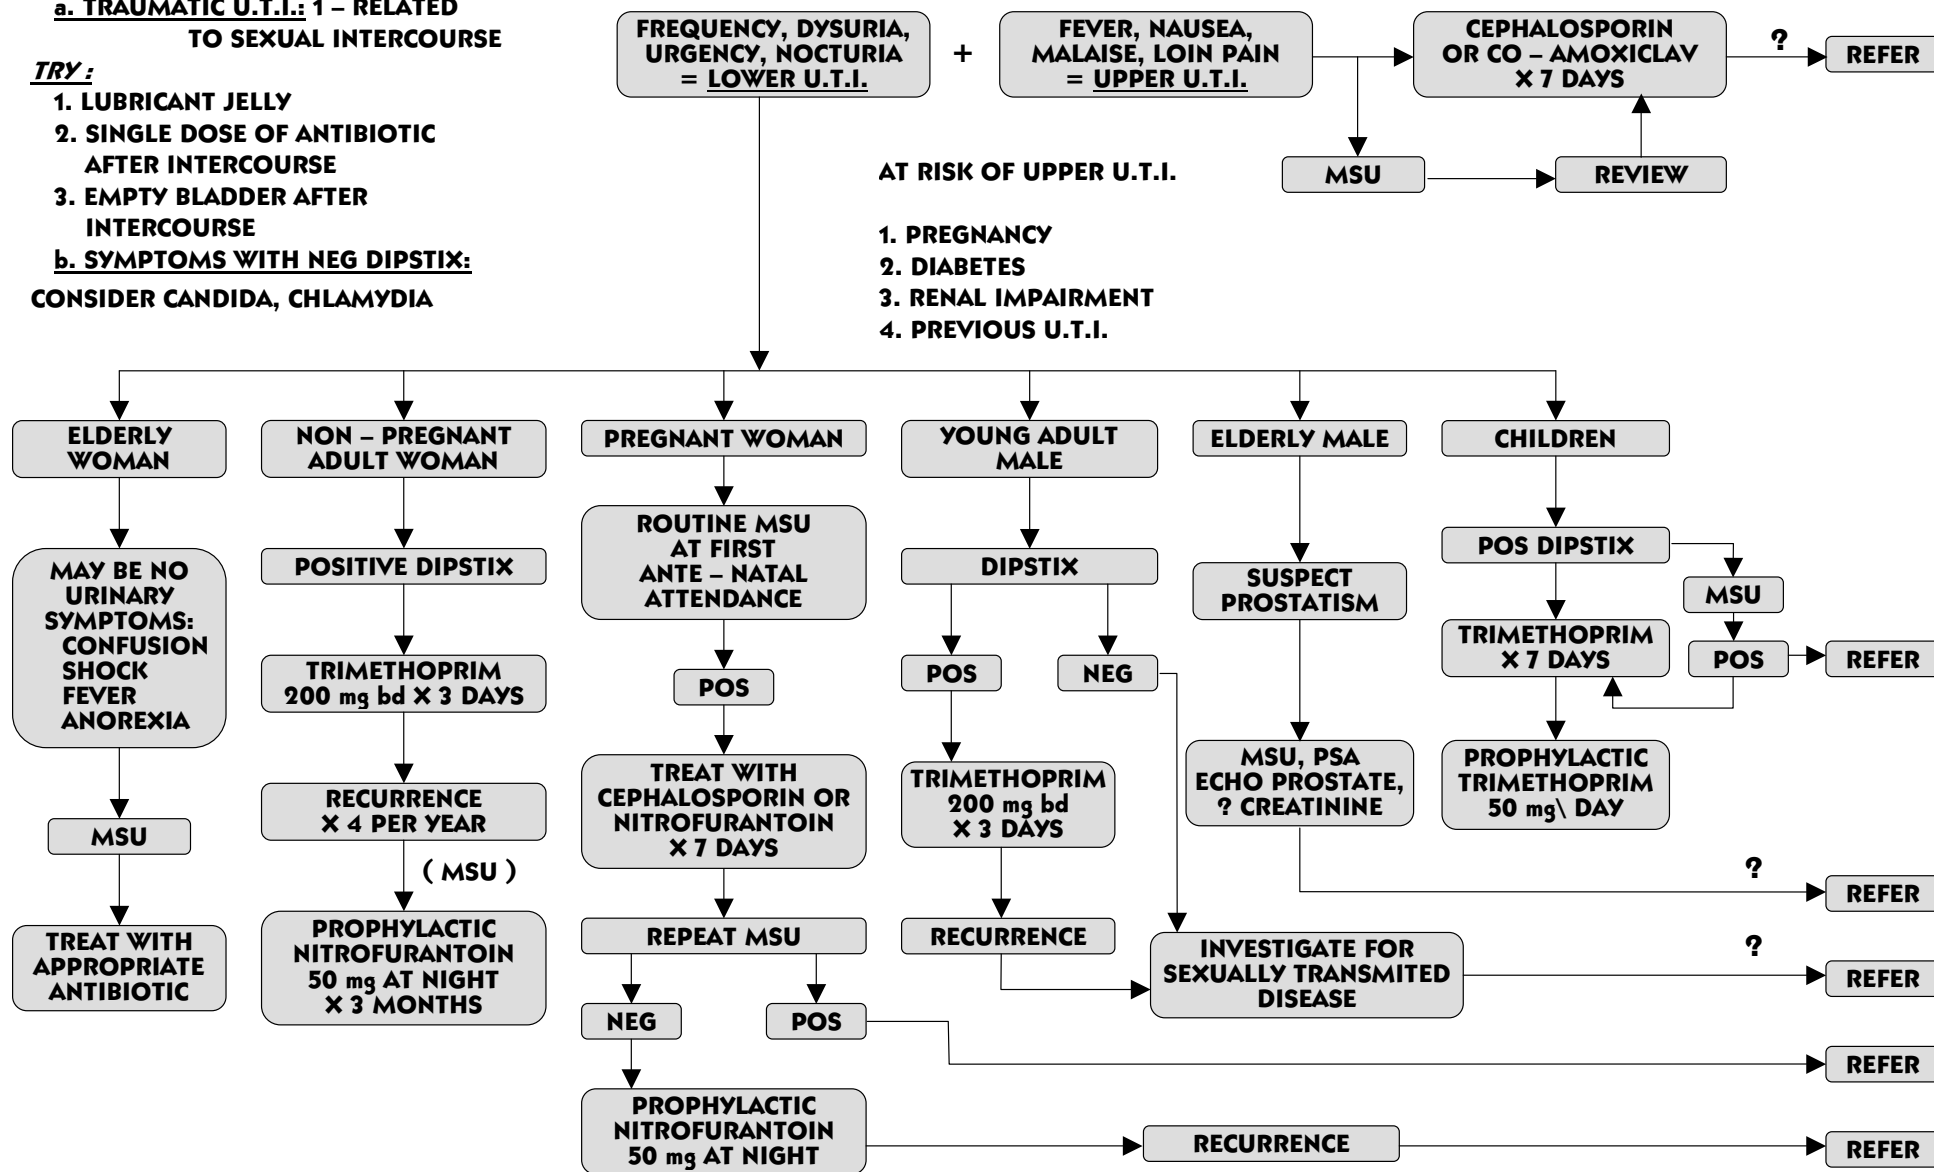 a. TRAUMATIC U.T.I.: 1 – RELATED
TO SEXUAL INTERCOURSE
TRY :
1. LUBRICANT JELLY
2. SINGLE DOSE OF ANTIBIOTIC
AFTER INTERCOURSE
3. EMPTY BLADDER AFTER
INTERCOURSE
b. SYMPTOMS WITH NEG DIPSTIX:
CONSIDER CANDIDA, CHLAMYDIA
FREQUENCY, DYSURIA,
URGENCY, NOCTURIA
= LOWER U.T.I.
+
FEVER, NAUSEA,
MALAISE, LOIN PAIN
= UPPER U.T.I.
CEPHALOSPORIN
OR CO – AMOXICLAV
X 7 DAYS
?
REFER
MSU
REVIEW
AT RISK OF UPPER U.T.I.
1. PREGNANCY
2. DIABETES
3. RENAL IMPAIRMENT
4. PREVIOUS U.T.I.
ELDERLY
WOMAN
MAY BE NO
URINARY
SYMPTOMS:
CONFUSION
SHOCK
FEVER
ANOREXIA
MSU
TREAT WITH
APPROPRIATE
ANTIBIOTIC
NON – PREGNANT
ADULT WOMAN
POSITIVE DIPSTIX
TRIMETHOPRIM
200 mg bd X 3 DAYS
RECURRENCE
X 4 PER YEAR
( MSU )
PROPHYLACTIC
NITROFURANTOIN
50 mg AT NIGHT
X 3 MONTHS
PREGNANT WOMAN
ROUTINE MSU
AT FIRST
ANTE – NATAL
ATTENDANCE
POS
TREAT WITH
CEPHALOSPORIN OR
NITROFURANTOIN
X 7 DAYS
REPEAT MSU
NEG
POS
REFER
PROPHYLACTIC
NITROFURANTOIN
50 mg AT NIGHT
RECURRENCE
REFER
YOUNG ADULT
MALE
DIPSTIX
POS
NEG
TRIMETHOPRIM
200 mg bd
X 3 DAYS
RECURRENCE
INVESTIGATE FOR
SEXUALLY TRANSMITED
DISEASE
?
REFER
ELDERLY MALE
SUSPECT
PROSTATISM
MSU, PSA
ECHO PROSTATE,
? CREATININE
?
REFER
CHILDREN
POS DIPSTIX
MSU
TRIMETHOPRIM
X 7 DAYS
POS
REFER
PROPHYLACTIC
TRIMETHOPRIM
50 mg\ DAY